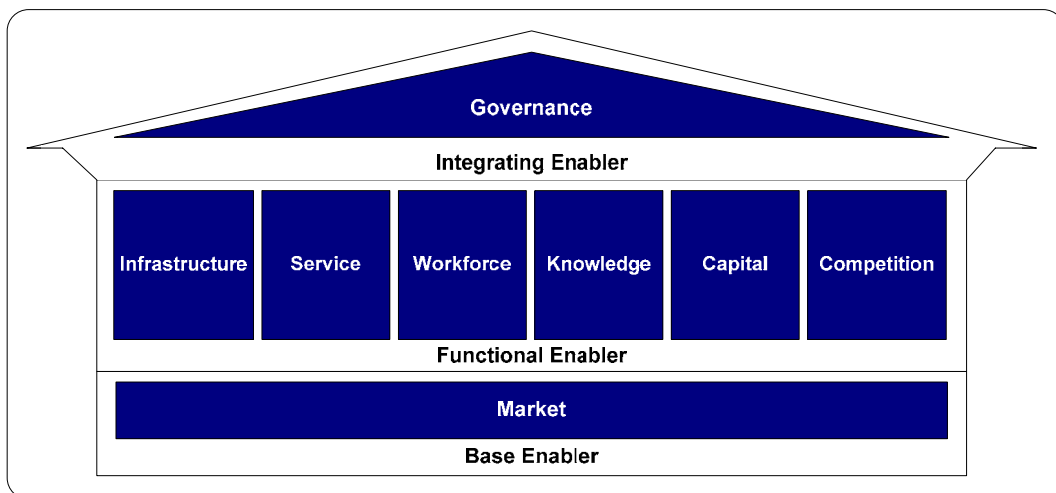 Governance
Integrating Enabler
Infrastructure Service Workforce Knowledge Capital Competition
Functional Enabler
Market
Base Enabler